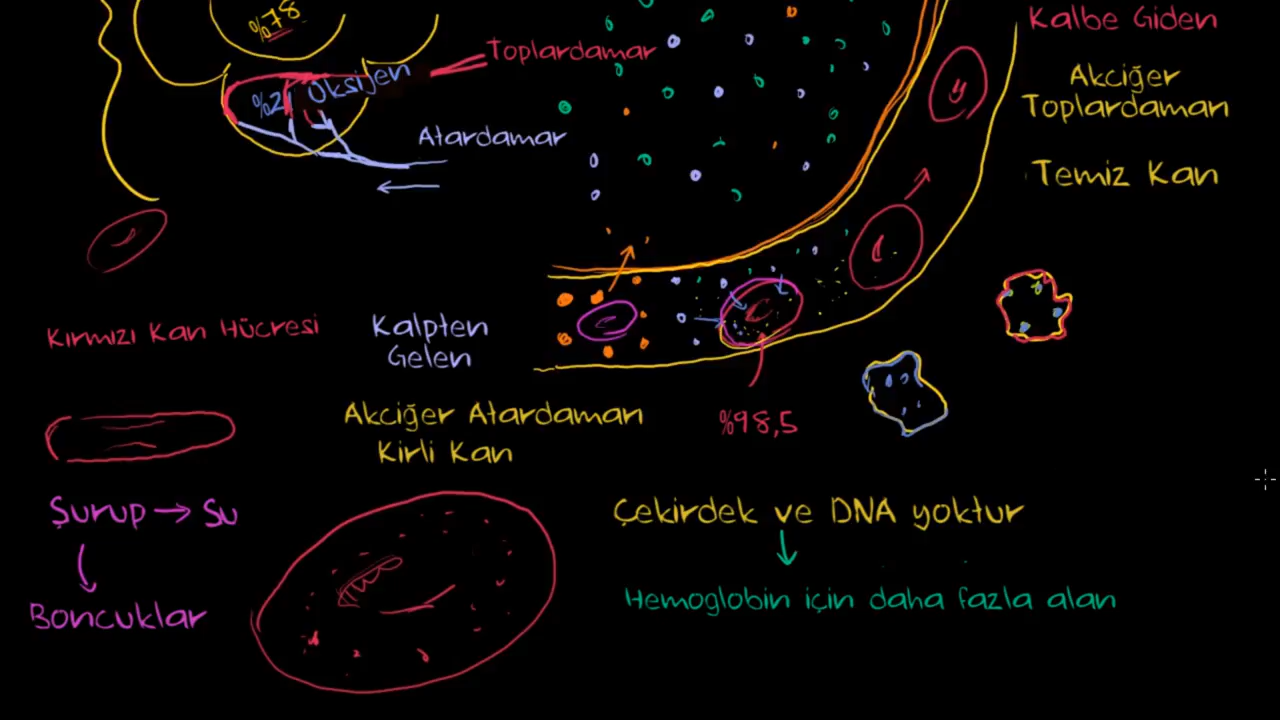 %78
%21 Oksijen
Toplardamar
Atardamar
Kalbe Giden
Akciğer
Toplardamarı
Temiz Kan
Kırmızı Kan Hücresi
Kalpten
Gelen
Akciğer Atardamarı
Kirli Kan
%98,5
Şurup → Su
Boncuklar
Çekirdek ve DNA yoktur
Hemoglobin için daha fazla alan